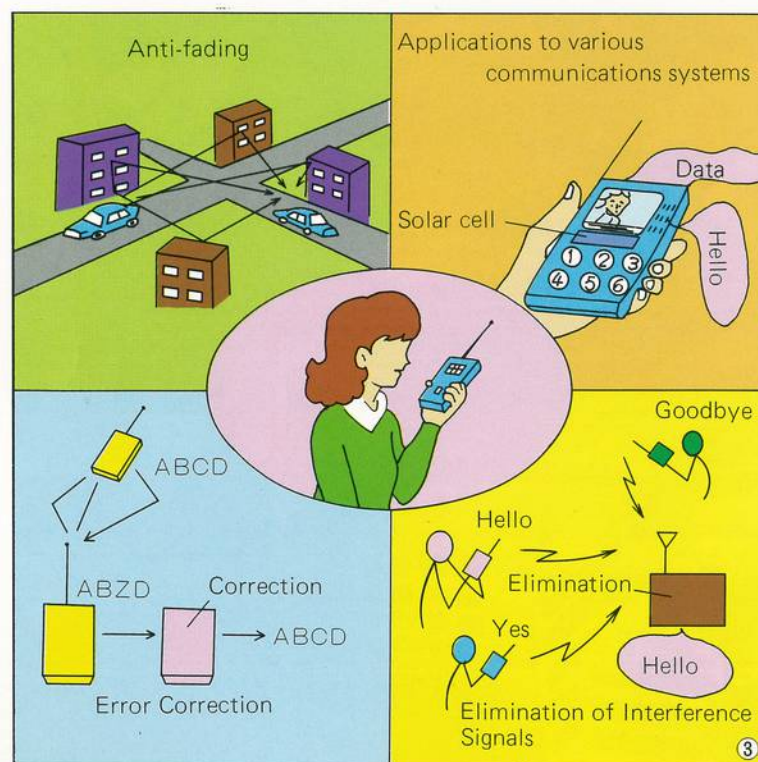 Anti-fading
Applications to various
communications systems
Data
Solar cell
Hello
1 2 3
4 5 6
ABCD
ABZD
Correction
ABCD
Error Correction
Goodbye
Hello
Elimination
Yes
Hello
Elimination of Interference
Signals
③